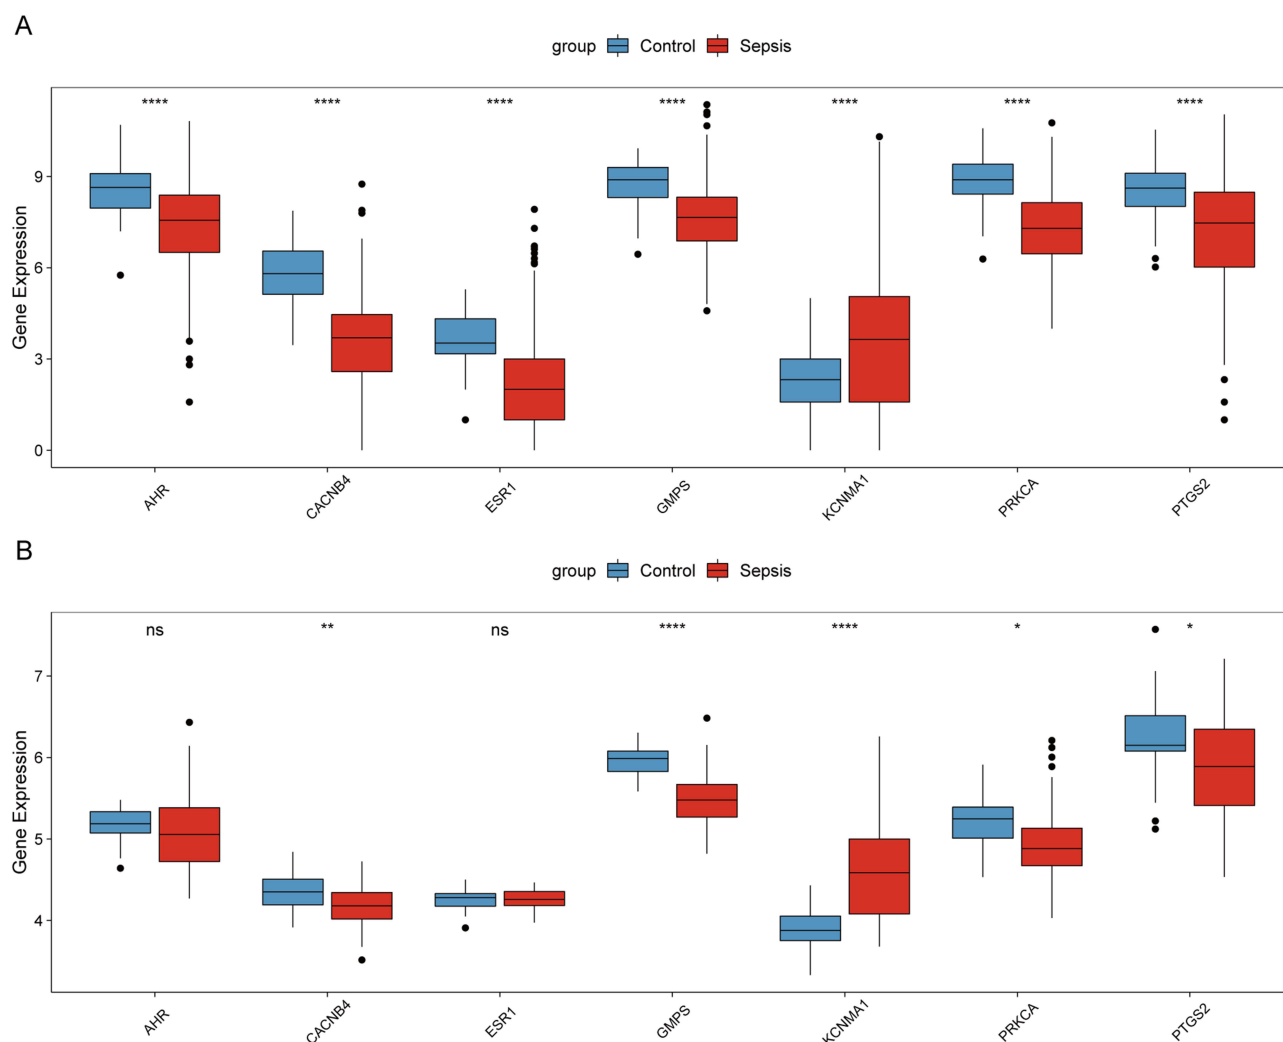 A
group Control Sepsis
**** **** **** **** **** **** ****
Gene Expression
9
6
3
0
AHR CACNB4 ESR1 GMPS KCNMA1 PRKCA PTGS2
B
group Control Sepsis
ns ** ns **** **** * *
Gene Expression
7
6
5
4
AHR CACNB4 ESR1 GMPS KCNMA1 PRKCA PTGS2